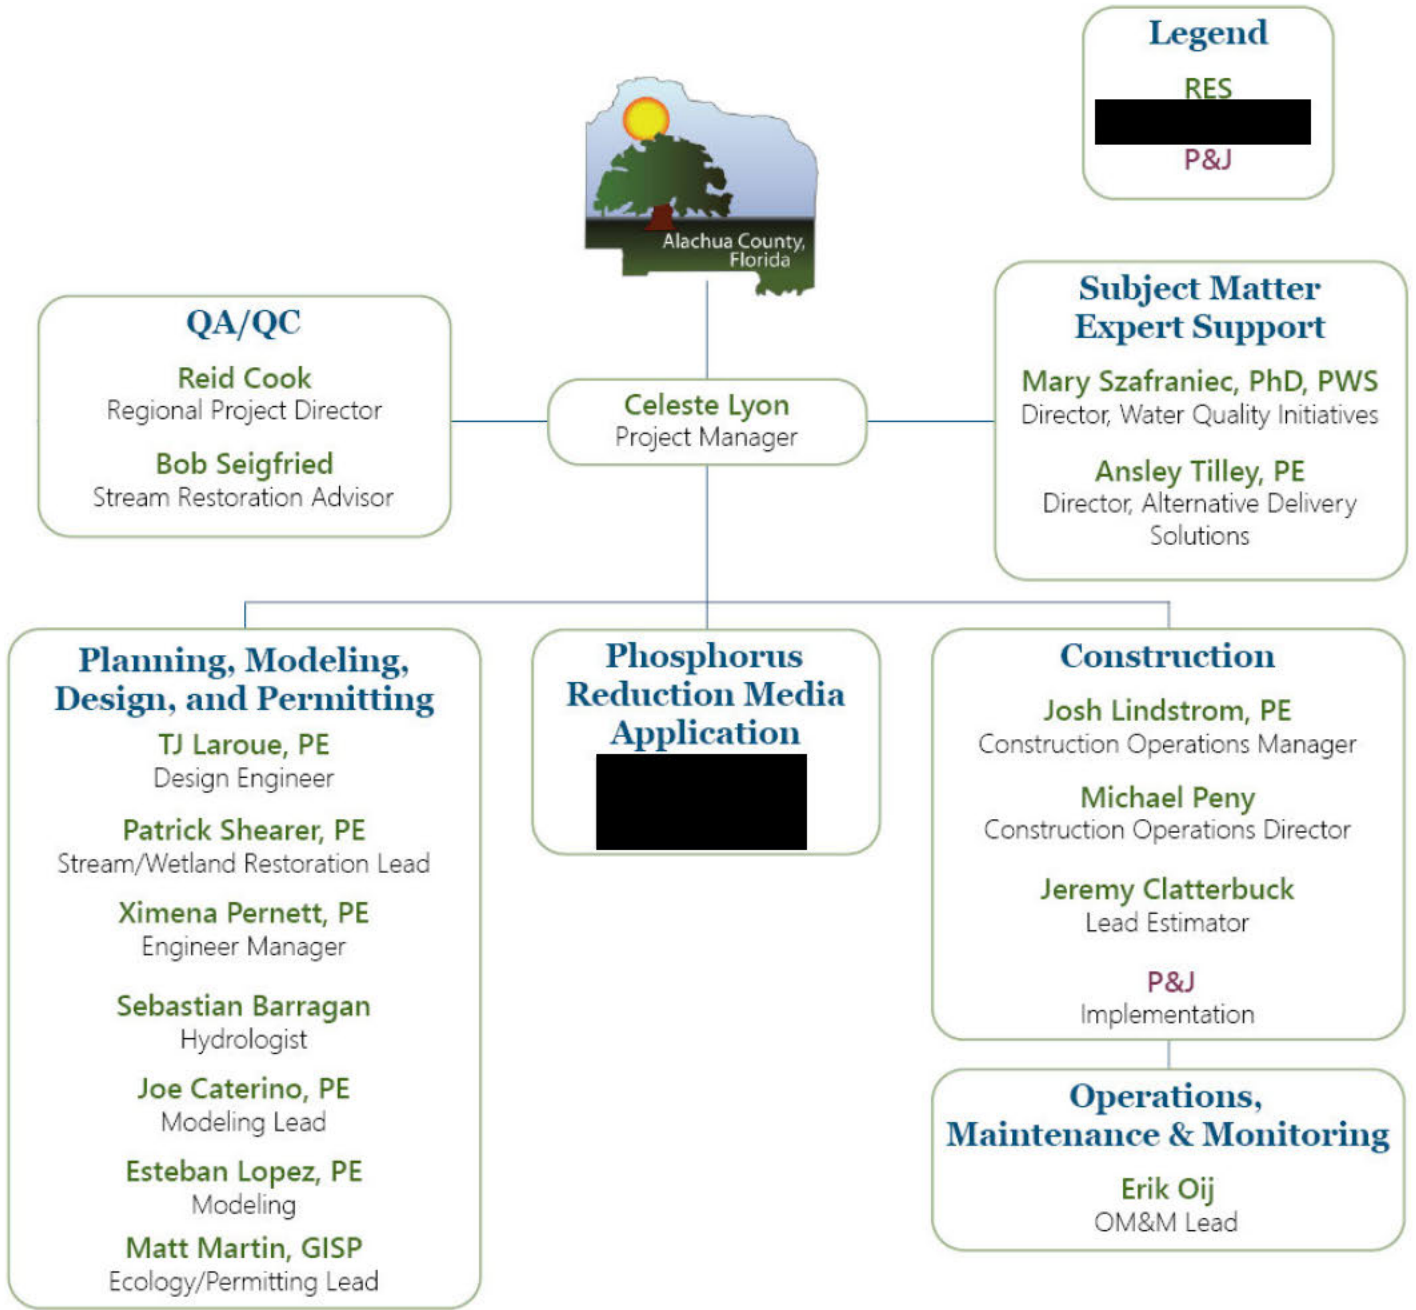 Legend
RES
P&J
Alachua County,
Florida
QA/QC
Reid Cook
Regional Project Director
Bob Seigfried
Stream Restoration Advisor
Celeste Lyon
Project Manager
Subject Matter
Expert Support
Mary Szafraniec, PhD, PWS
Director, Water Quality Initiatives
Ansley Tilley, PE
Director, Alternative Delivery
Solutions
Planning, Modeling,
Design, and Permitting
TJ Laroue, PE
Design Engineer
Patrick Shearer, PE
Stream/Wetland Restoration Lead
Ximena Pernett, PE
Engineer Manager
Sebastian Barragan
Hydrologist
Joe Caterino, PE
Modeling Lead
Esteban Lopez, PE
Modeling
Matt Martin, GISP
Ecology/Permitting Lead
Phosphorus
Reduction Media
Application
Construction
Josh Lindstrom, PE
Construction Operations Manager
Michael Peny
Construction Operations Director
Jeremy Clatterbuck
Lead Estimator
P&J
Implementation
Operations,
Maintenance & Monitoring
Erik Oij
OM&M Lead